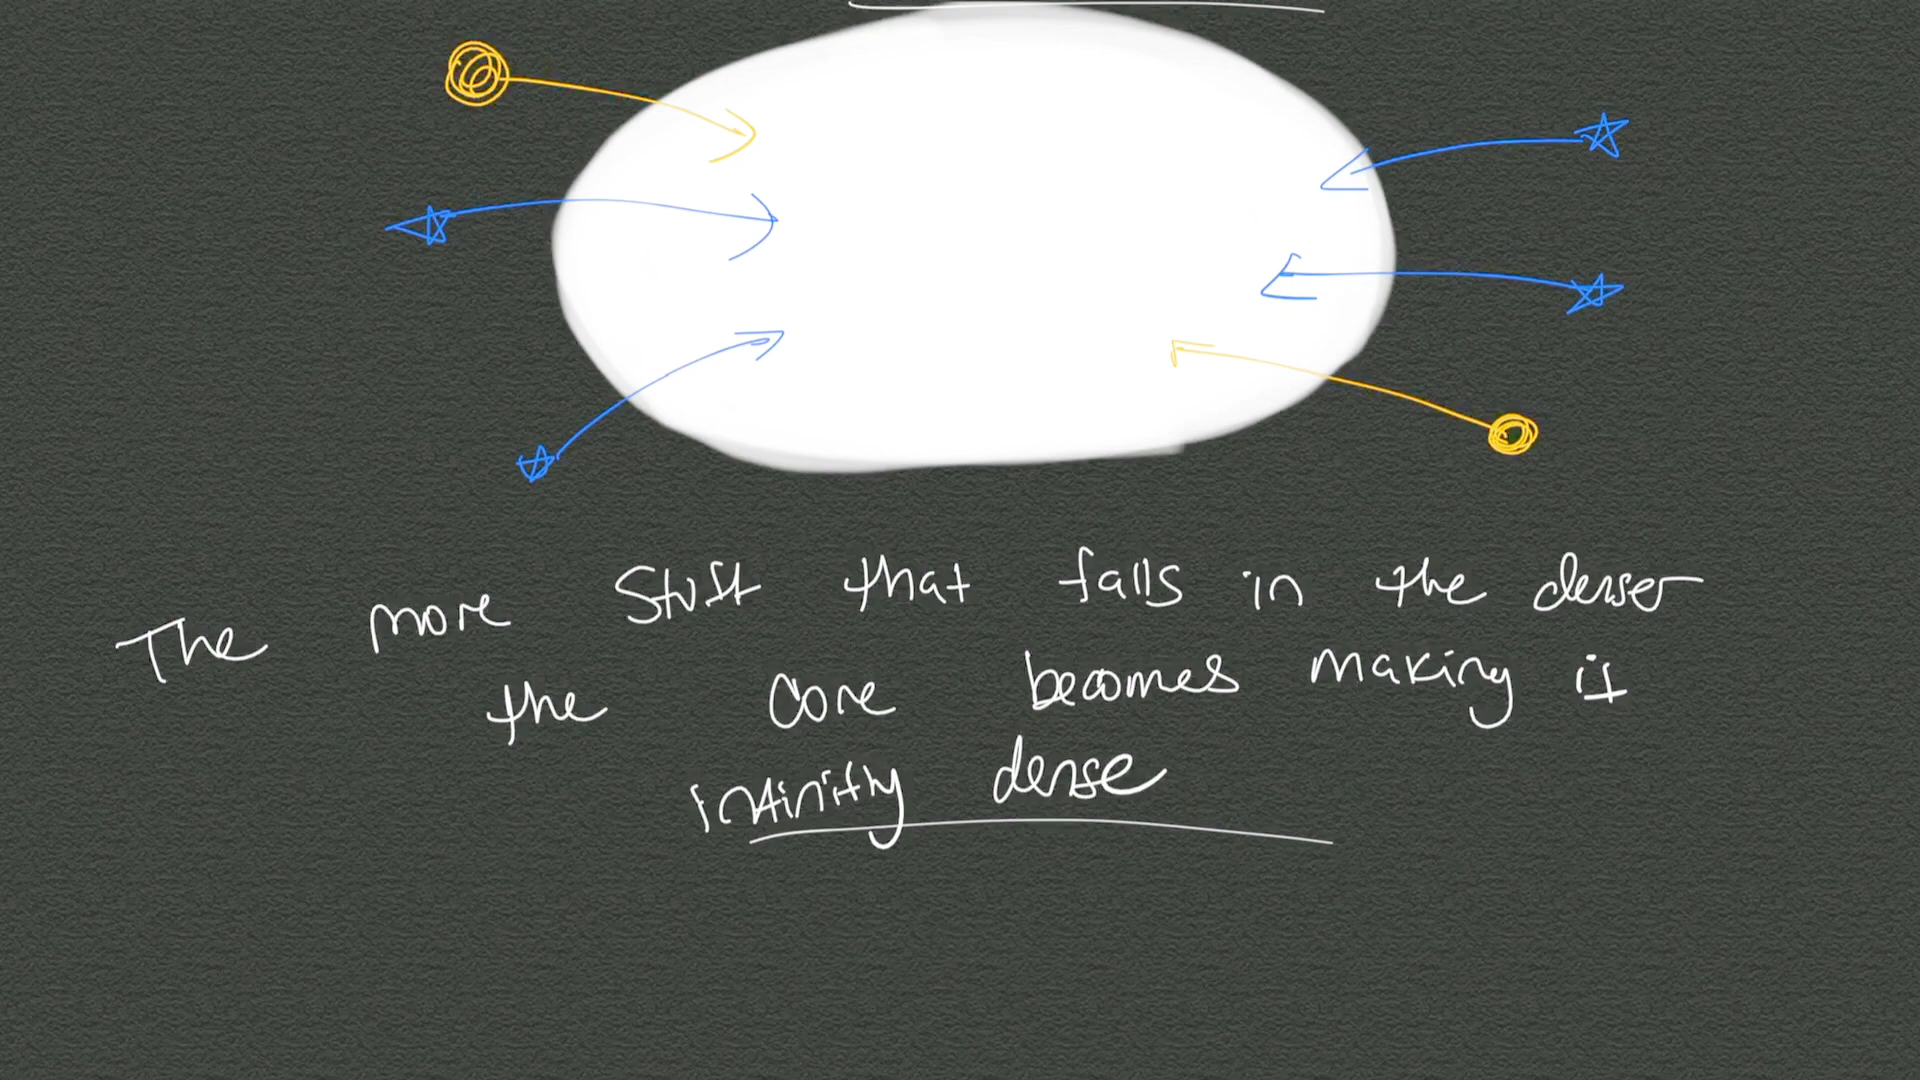 The more stuff that falls in the denser
the core becomes making it
infinitly dense